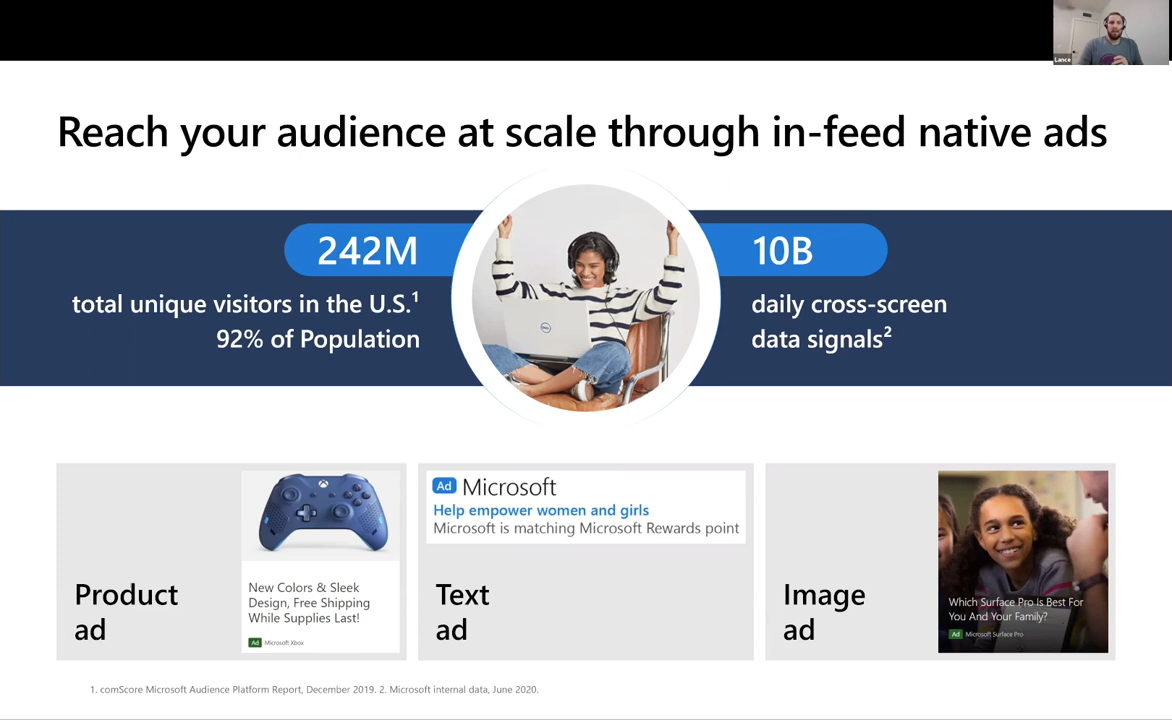 Lance
Reach your audience at scale through in-feed native ads
242M
total unique visitors in the U.S.¹
92% of Population
10B
daily cross-screen
data signals²
DELL
Product
ad
New Colors & Sleek
Design, Free Shipping
While Supplies Last!
Ad Microsoft Xbox
Ad Microsoft
Help empower women and girls
Microsoft is matching Microsoft Rewards point
Text
ad
Image
ad
Which Surface Pro Is Best For
You And Your Family?
Ad Microsoft Surface Pro
1. comScore Microsoft Audience Platform Report, December 2019. 2. Microsoft internal data, June 2020.